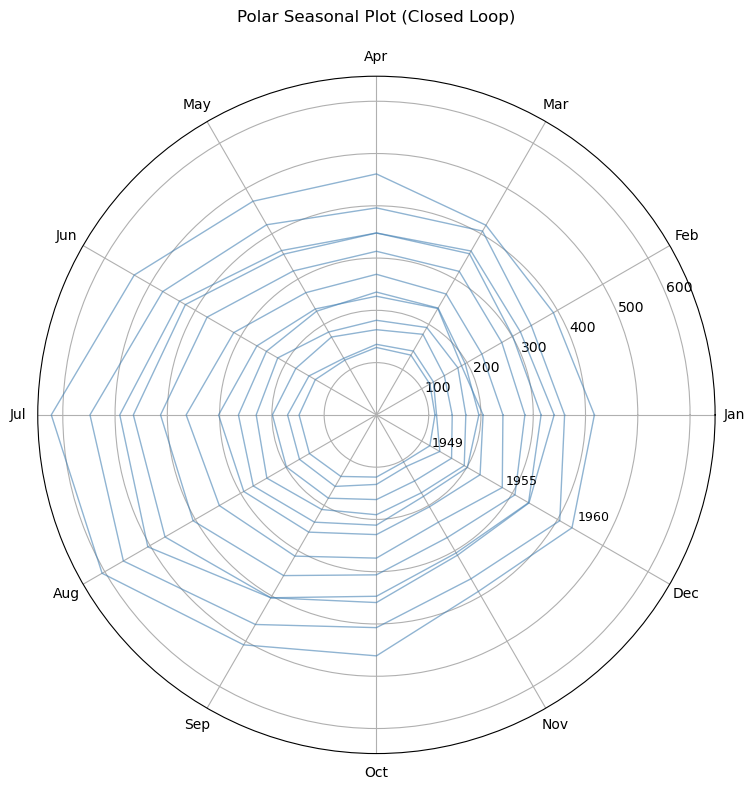 Polar Seasonal Plot (Closed Loop)
Apr
May
Mar
Jun
Feb
600
500
400
300
200
100
Jul
Jan
1949
1955
1960
Aug
Dec
Sep
Nov
Oct